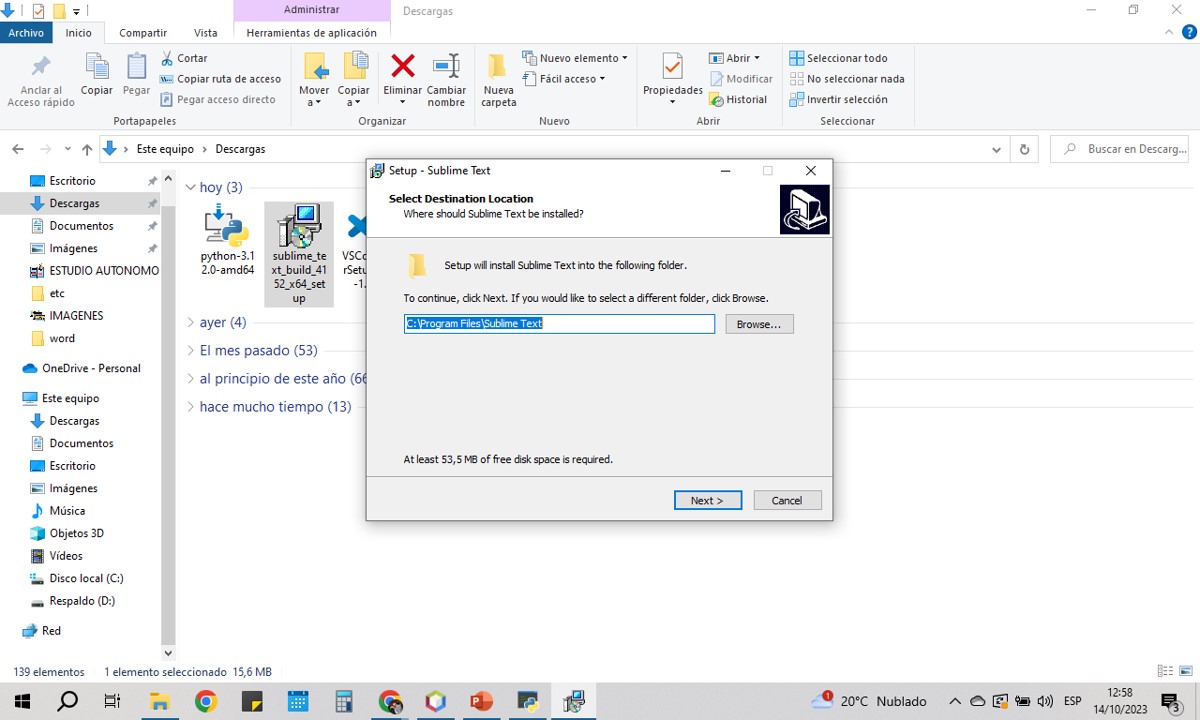 Administrar
Descargas
Archivo
Inicio
Compartir
Vista
Herramientas de aplicación
Anclar al
Acceso rápido
Copiar
Pegar
Cortar
Copiar ruta de acceso
Pegar acceso directo
Portapapeles
Mover
a
Copiar
a
Eliminar
Cambiar
nombre
Organizar
Nueva
carpeta
Nuevo elemento
Fácil acceso
Nuevo
Propiedades
Abrir
Modificar
Historial
Abrir
Seleccionar todo
No seleccionar nada
Invertir selección
Seleccionar
Este equipo > Descargas
Buscar en Descarg...
Escritorio
Descargas
Documentos
Imágenes
ESTUDIO AUTONOMO
etc
IMAGENES
word
OneDrive - Personal
Este equipo
Descargas
Documentos
Escritorio
Imágenes
Música
Objetos 3D
Vídeos
Disco local (C:)
Respaldo (D:)
Red
hoy (3)
python-3.1
2.0-amd64
sublime_te
xt_build_41
52_x64_set
up
VSCo
rSetu
-1.
ayer (4)
El mes pasado (53)
al principio de este año (66
hace mucho tiempo (13)
Setup - Sublime Text
Select Destination Location
Where should Sublime Text be installed?
Setup will install Sublime Text into the following folder.
To continue, click Next. If you would like to select a different folder, click Browse.
C:\Program Files\Sublime Text
Browse...
At least 53,5 MB of free disk space is required.
Next >
Cancel
139 elementos
1 elemento seleccionado 15,6 MB
1
20°C Nublado
ESP
12:58
14/10/2023
3